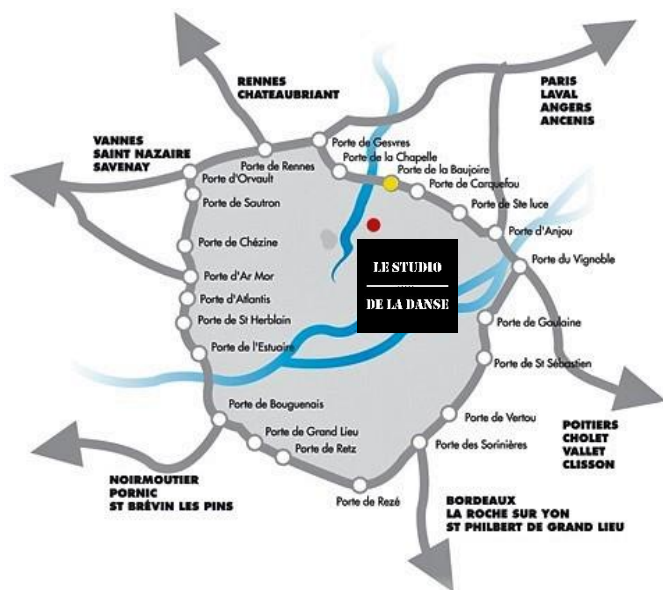 RENNES
CHATEAUBRIANT
PARIS
LAVAL
ANGERS
ANCENIS
VANNES
SAINT NAZAIRE
SAVENAY
Porte de Gesvres
Porte de la Chapelle
Porte de Rennes
Porte de la Baujoire
Porte d'Orvault
Porte de Carquefou
Porte de Sautron
Porte de Ste luce
Porte d'Anjou
Porte de Chézine
Porte du Vignoble
LE STUDIO
DE LA DANSE
Porte d'Ar Mor
Porte d'Atlantis
Porte de St Herblain
Porte de Goulaine
Porte de l'Estuaire
Porte de St Sébastien
Porte de Bouguenais
Porte de Vertou
Porte de Grand Lieu
Porte des Sorinières
Porte de Retz
POITIERS
CHOLET
VALLET
CLISSON
NOIRMOUTIER
PORNIC
ST BRÉVIN LES PINS
Porte de Rezé
BORDEAUX
LA ROCHE SUR YON
ST PHILBERT DE GRAND LIEU